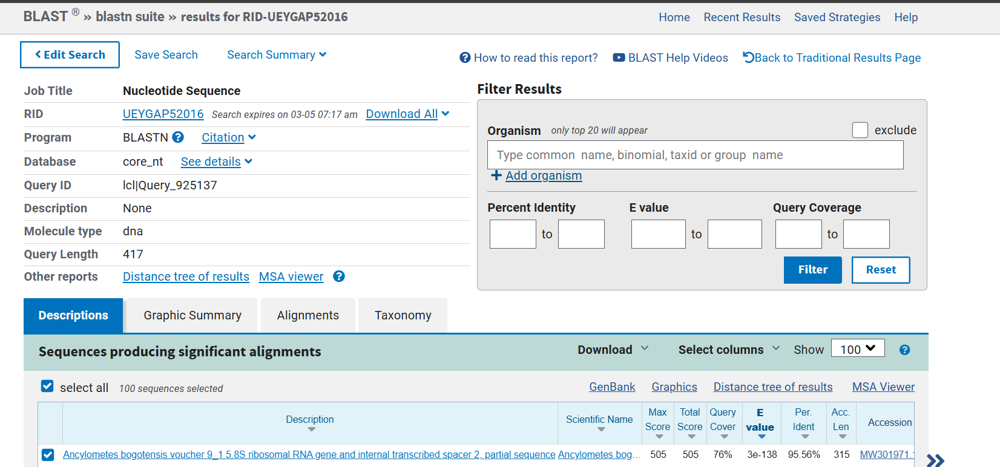 BLAST ® » blastn suite » results for RID-UEYGAP52016
Home Recent Results Saved Strategies Help
Edit Search Save Search Search Summary
How to read this report? BLAST Help Videos Back to Traditional Results Page
Job Title Nucleotide Sequence
RID UEYGAP52016 Search expires on 03-05 07:17 am Download All
Program BLASTN Citation
Database core_nt See details
Query ID lcl|Query_925137
Description None
Molecule type dna
Query Length 417
Other reports Distance tree of results MSA viewer
Filter Results
Organism only top 20 will appear exclude
Type common name, binomial, taxid or group name
Add organism
Percent Identity E value Query Coverage
to to to
Filter Reset
Descriptions Graphic Summary Alignments Taxonomy
Sequences producing significant alignments Download Select columns Show 100
select all 100 sequences selected GenBank Graphics Distance tree of results MSA Viewer
Description Scientific Name Max Score Total Score Query Cover E value Per. Ident Acc. Len Accession
Ancylometes bogotensis voucher 9_1 5.8S ribosomal RNA gene and internal transcribed spacer 2, partial sequence Ancylometes bog... 505 505 76% 3e-138 95.56% 315 MW301971.1